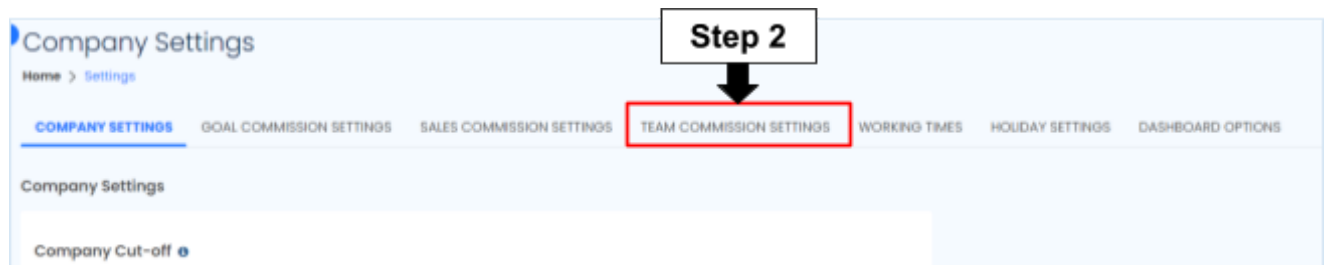 Company Settings
Step 2
Home > Settings
COMPANY SETTINGS GOAL COMMISSION SETTINGS SALES COMMISSION SETTINGS TEAM COMMISSION SETTINGS WORKING TIMES HOLIDAY SETTINGS DASHBOARD OPTIONS
Company Settings
Company Cut-off